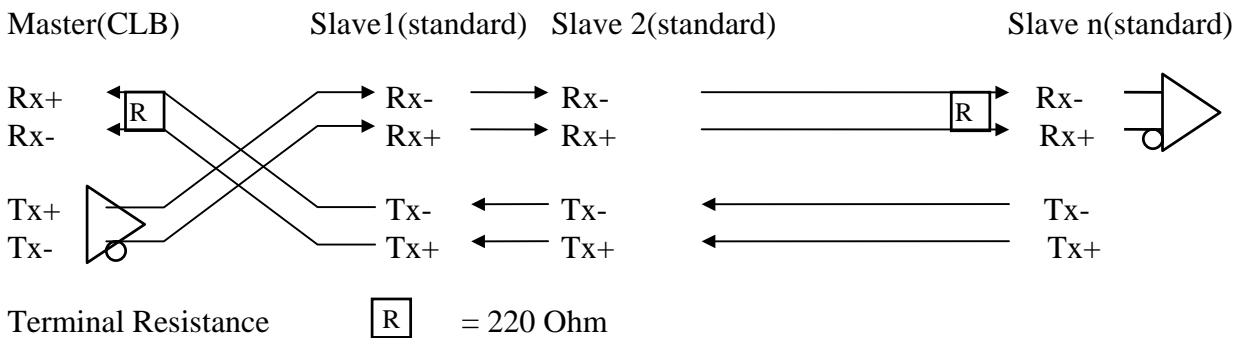 Master(CLB) Slave1(standard) Slave 2(standard) Slave n(standard)
Rx+ R Rx- Rx- R Rx-
Rx- Rx+ Rx+ Rx+
Tx+ Tx- Tx- Tx-
Tx- Tx+ Tx+ Tx+
Terminal Resistance R = 220 Ohm